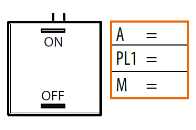 ON
OFF
A =
PL1 =
M =